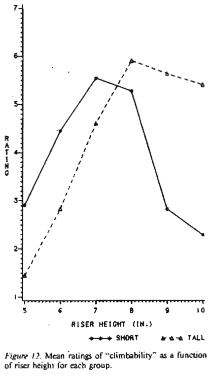 7
6
5
4
3
2
1
RATING
5 6 7 8 9 10
RISER HEIGHT (IN.)
SHORT TALL
Figure 12. Mean ratings of "climbability" as a function
of riser height for each group.